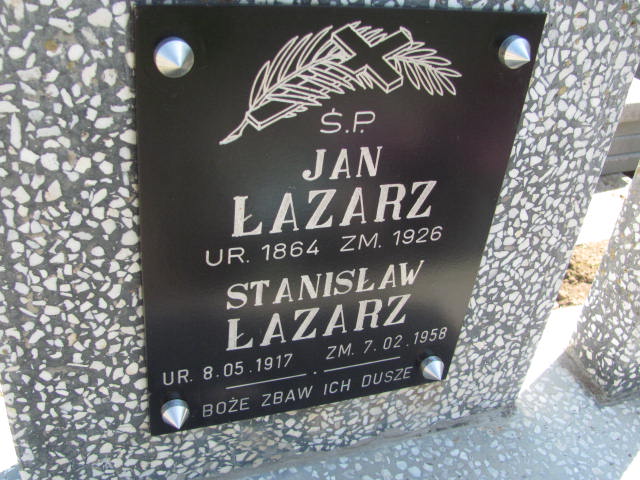 Ś.P.
JAN
ŁAZARZ
UR. 1864 ZM. 1926
STANISŁAW
ŁAZARZ
UR. 8.05.1917 ZM. 7.02.1958
BOŻE ZBAW ICH DUSZE